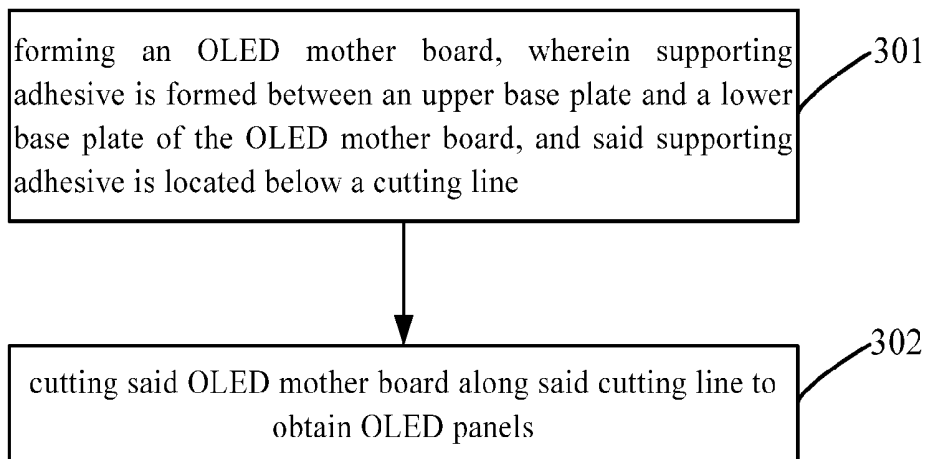 forming an OLED mother board, wherein supporting
adhesive is formed between an upper base plate and a lower
base plate of the OLED mother board, and said supporting
adhesive is located below a cutting line
301
cutting said OLED mother board along said cutting line to
obtain OLED panels
302